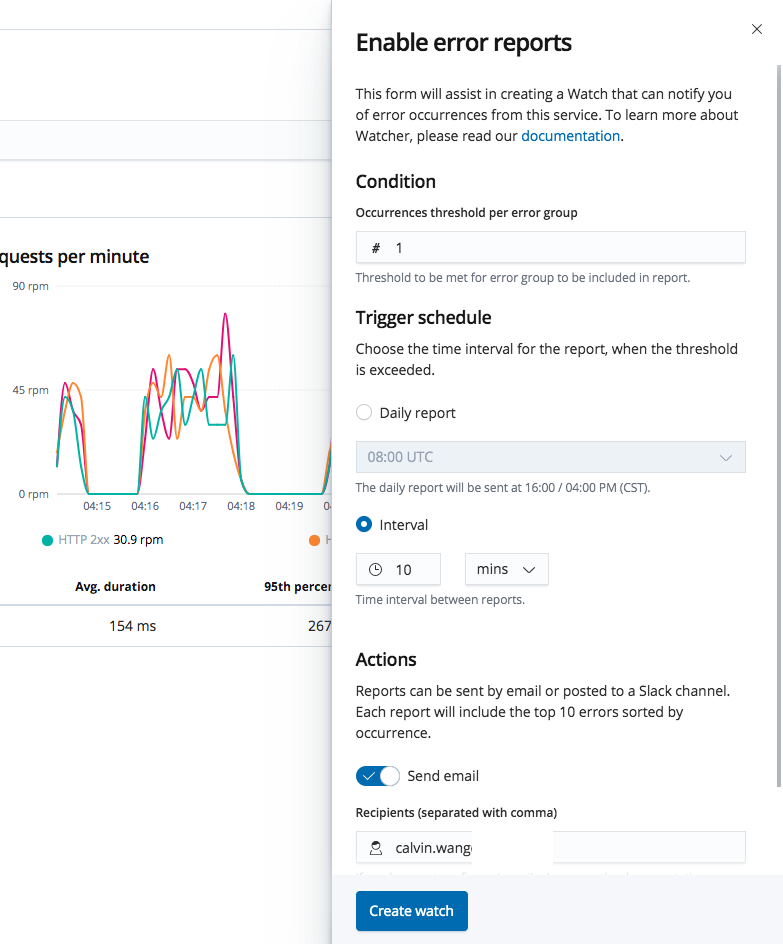 Enable error reports
This form will assist in creating a Watch that can notify you
of error occurrences from this service. To learn more about
Watcher, please read our documentation.
Condition
Occurrences threshold per error group
# 1
Threshold to be met for error group to be included in report.
Trigger schedule
Choose the time interval for the report, when the threshold
is exceeded.
Daily report
08:00 UTC
The daily report will be sent at 16:00 / 04:00 PM (CST).
Interval
10 mins
Time interval between reports.
Actions
Reports can be sent by email or posted to a Slack channel.
Each report will include the top 10 errors sorted by
occurrence.
Send email
Recipients (separated with comma)
calvin.wang
Create watch
quests per minute
90 rpm
45 rpm
0 rpm
04:15 04:16 04:17 04:18 04:19
HTTP 2xx 30.9 rpm
Avg. duration 95th percer
154 ms 267